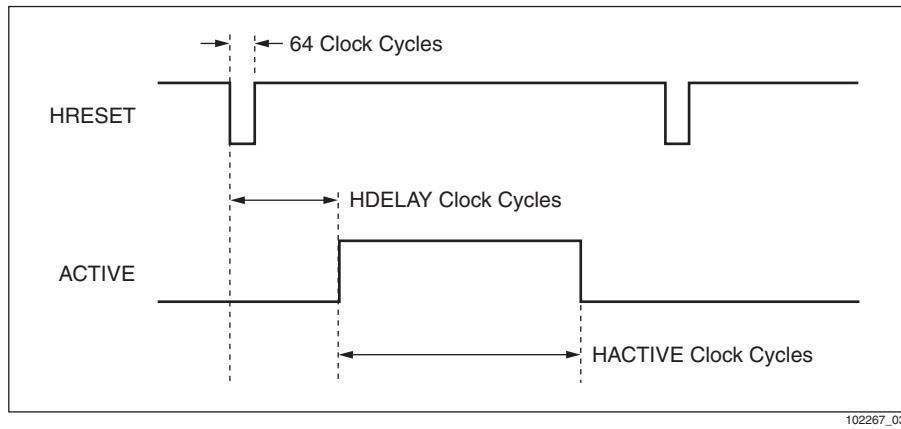 64 Clock Cycles
HRESET
HDELAY Clock Cycles
ACTIVE
HACTIVE Clock Cycles